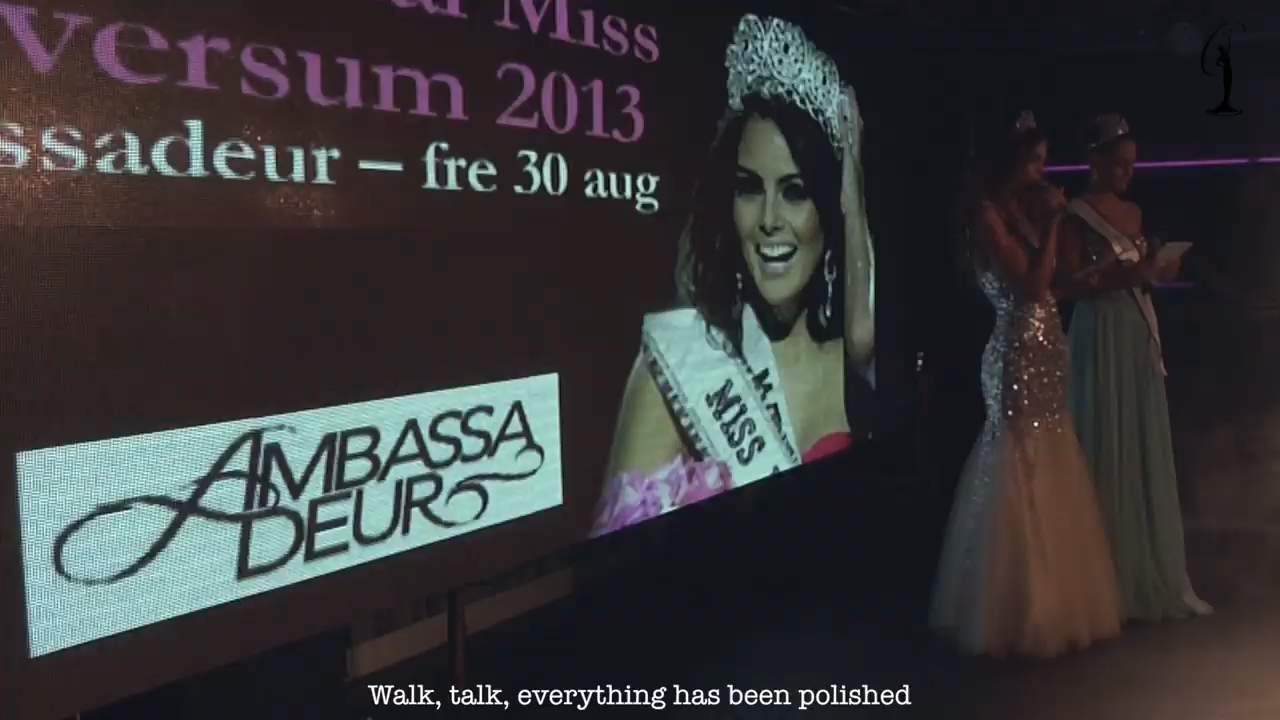 Miss
versum 2013
ssadeur – fre 30 aug
MISS
AMBASSA
DEUR
Walk, talk, everything has been polished